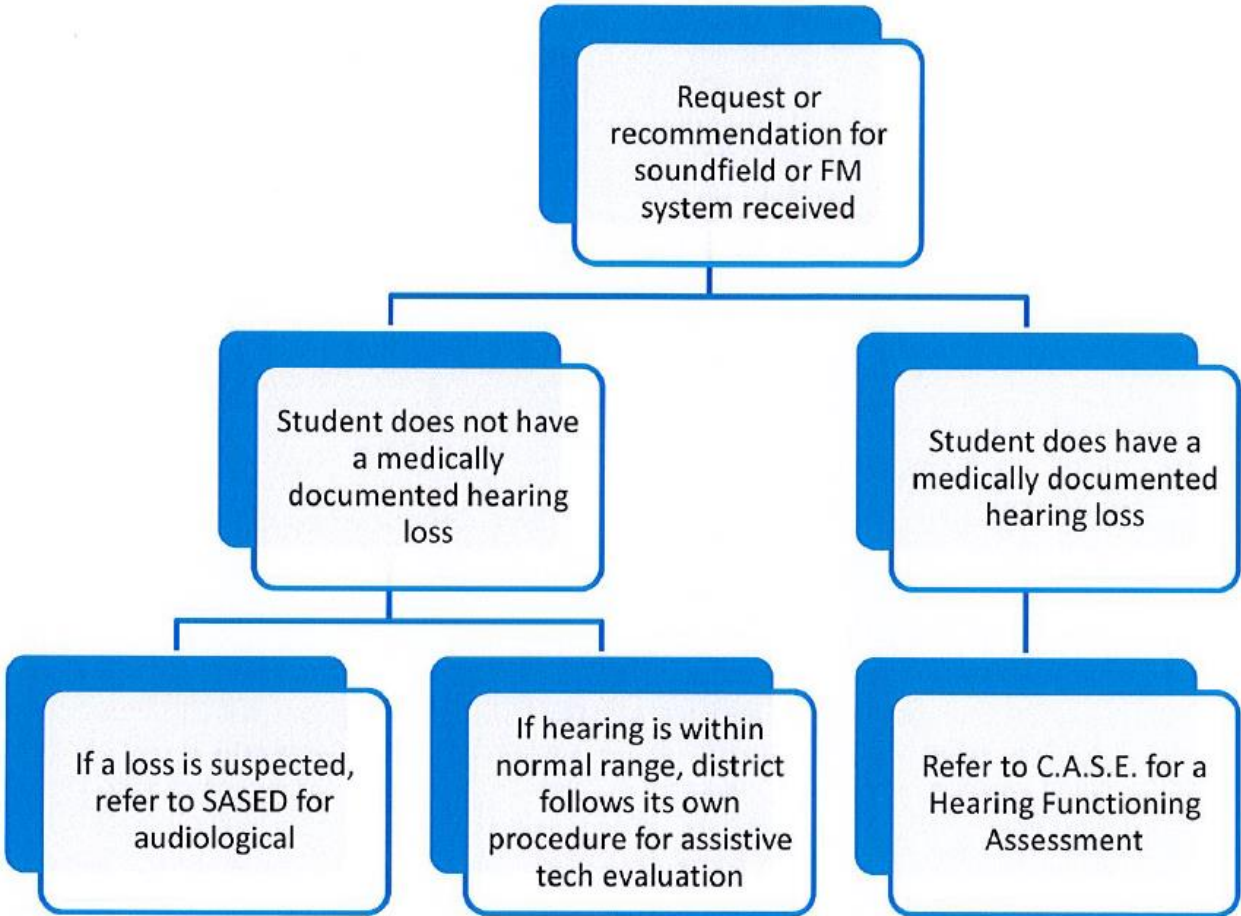 Request or
recommendation for
soundfield or FM
system received
Student does not have
a medically
documented hearing
loss
Student does have a
medically documented
hearing loss
If a loss is suspected,
refer to SASED for
audiological
If hearing is within
normal range, district
follows its own
procedure for assistive
tech evaluation
Refer to C.A.S.E. for a
Hearing Functioning
Assessment